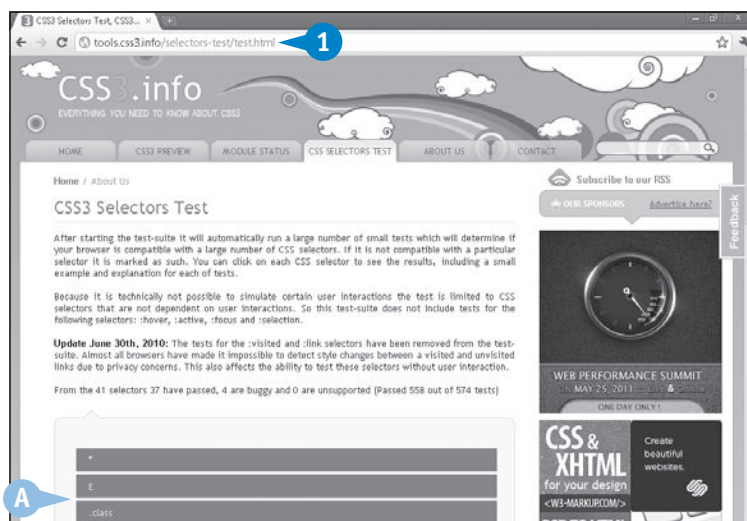 CSS3 Selectors Test, CSS3...
tools.css3.info/selectors-test/test.html
1
CSS3.info
EVERYTHING YOU NEED TO KNOW ABOUT CSS3
HOME
CSS3 PREVIEW
MODULE STATUS
CSS SELECTORS TEST
ABOUT US
CONTACT
Home / About Us
CSS3 Selectors Test
After starting the test-suite it will automatically run a large number of small tests which will determine if
your browser is compatible with a large number of CSS selectors. If it is not compatible with a particular
selector it is marked as such. You can click on each CSS selector to see the results, including a small
example and explanation for each of tests.
Because it is technically not possible to simulate certain user interactions the test is limited to CSS
selectors that are not dependent on user interactions. So this test-suite does not include tests for the
following selectors: :hover, :active, :focus and :selection.
Update June 30th, 2010: The tests for the :visited and :link selectors have been removed from the test-
suite. Almost all browsers have made it impossible to detect style changes between a visited and unvisited
links due to privacy concerns. This also affects the ability to test these selectors without user interaction.
From the 41 selectors 37 have passed, 4 are buggy and 0 are unsupported (Passed 558 out of 574 tests)
*
E
.class
A
Subscribe to our RSS
OUR SPONSORS
Advertise here?
Feedback
WEB PERFORMANCE SUMMIT
MAY 25, 2011 &
ONE DAY ONLY!
CSS &
XHTML
for your design
<W3-MARKUP.COM/>
Create
beautiful
websites.